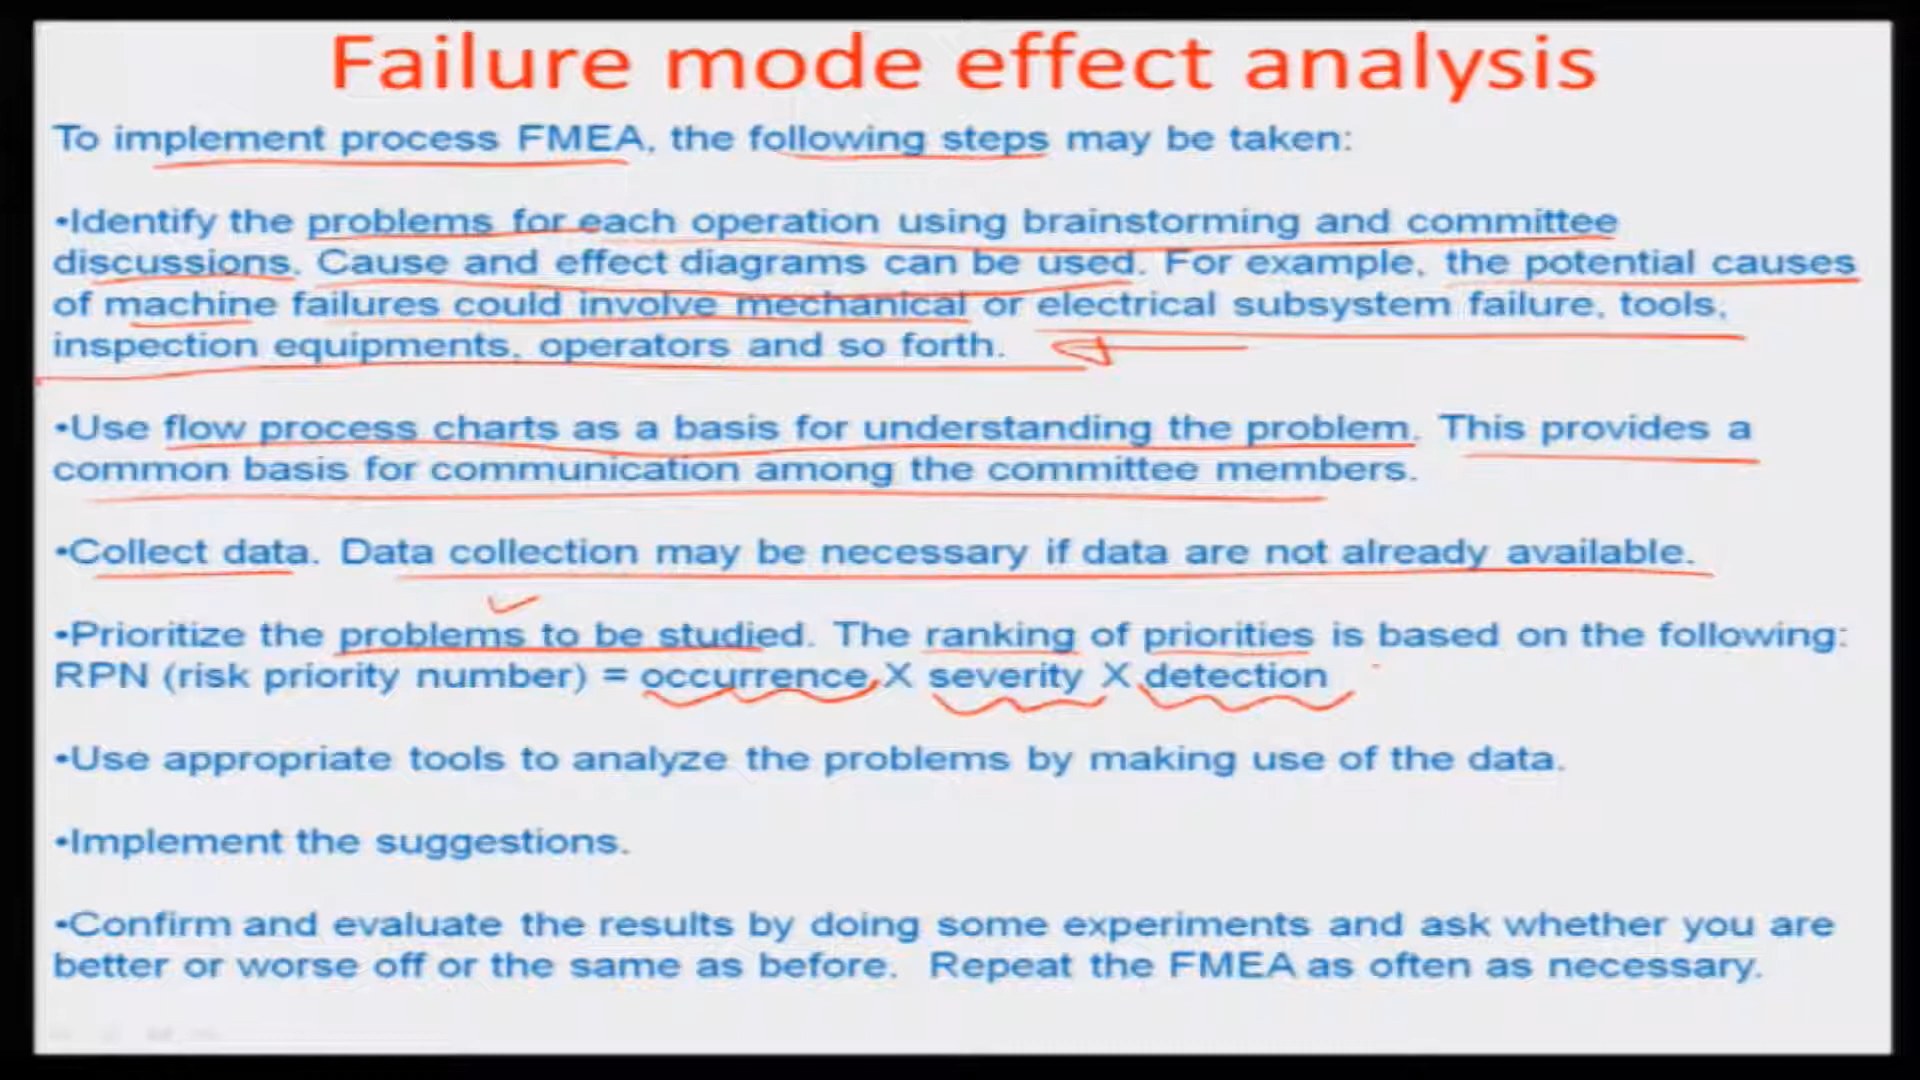 Failure mode effect analysis
To implement process FMEA, the following steps may be taken:
•Identify the problems for each operation using brainstorming and committee
discussions. Cause and effect diagrams can be used. For example, the potential causes
of machine failures could involve mechanical or electrical subsystem failure, tools,
inspection equipments, operators and so forth.
•Use flow process charts as a basis for understanding the problem. This provides a
common basis for communication among the committee members.
•Collect data. Data collection may be necessary if data are not already available.
•Prioritize the problems to be studied. The ranking of priorities is based on the following:
RPN (risk priority number) = occurrence X severity X detection
•Use appropriate tools to analyze the problems by making use of the data.
•Implement the suggestions.
•Confirm and evaluate the results by doing some experiments and ask whether you are
better or worse off or the same as before. Repeat the FMEA as often as necessary.